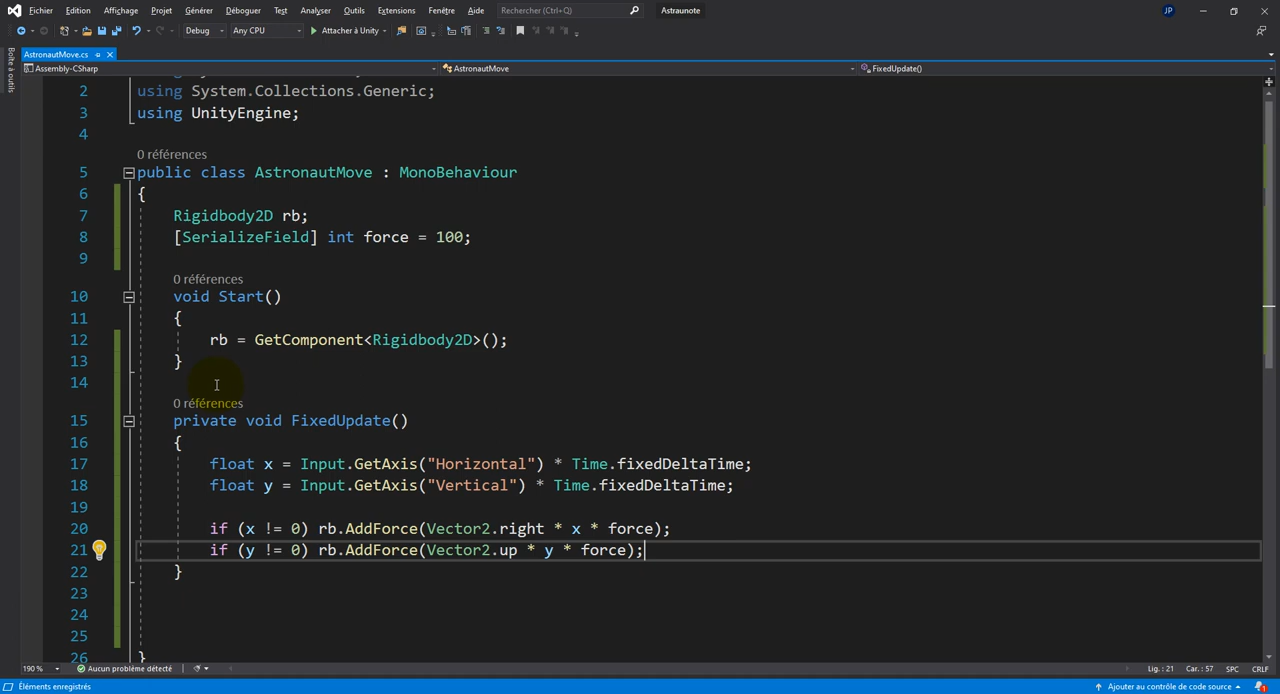 Fichier Edition Affichage Projet Générer Déboguer Test Analyser Outils Extensions Fenêtre Aide Rechercher (Ctrl+Q) Astraunote JP
Debug Any CPU Attacher à Unity
AstronautMove.cs
Boîte à outils
Assembly-CSharp AstronautMove FixedUpdate()
2 using System.Collections.Generic;
3 using UnityEngine;
4
0 références
5 public class AstronautMove : MonoBehaviour
6 {
7 Rigidbody2D rb;
8 [SerializeField] int force = 100;
9
0 références
10 void Start()
11 {
12 rb = GetComponent<Rigidbody2D>();
13 }
14
0 références
15 private void FixedUpdate()
16 {
17 float x = Input.GetAxis("Horizontal") * Time.fixedDeltaTime;
18 float y = Input.GetAxis("Vertical") * Time.fixedDeltaTime;
19
20 if (x != 0) rb.AddForce(Vector2.right * x * force);
21 if (y != 0) rb.AddForce(Vector2.up * y * force);
22 }
23
24
25
26 }
190 % Aucun problème détecté Lig. : 21 Car. : 57 SPC CRLF
Éléments enregistrés Ajouter au contrôle de code source 1